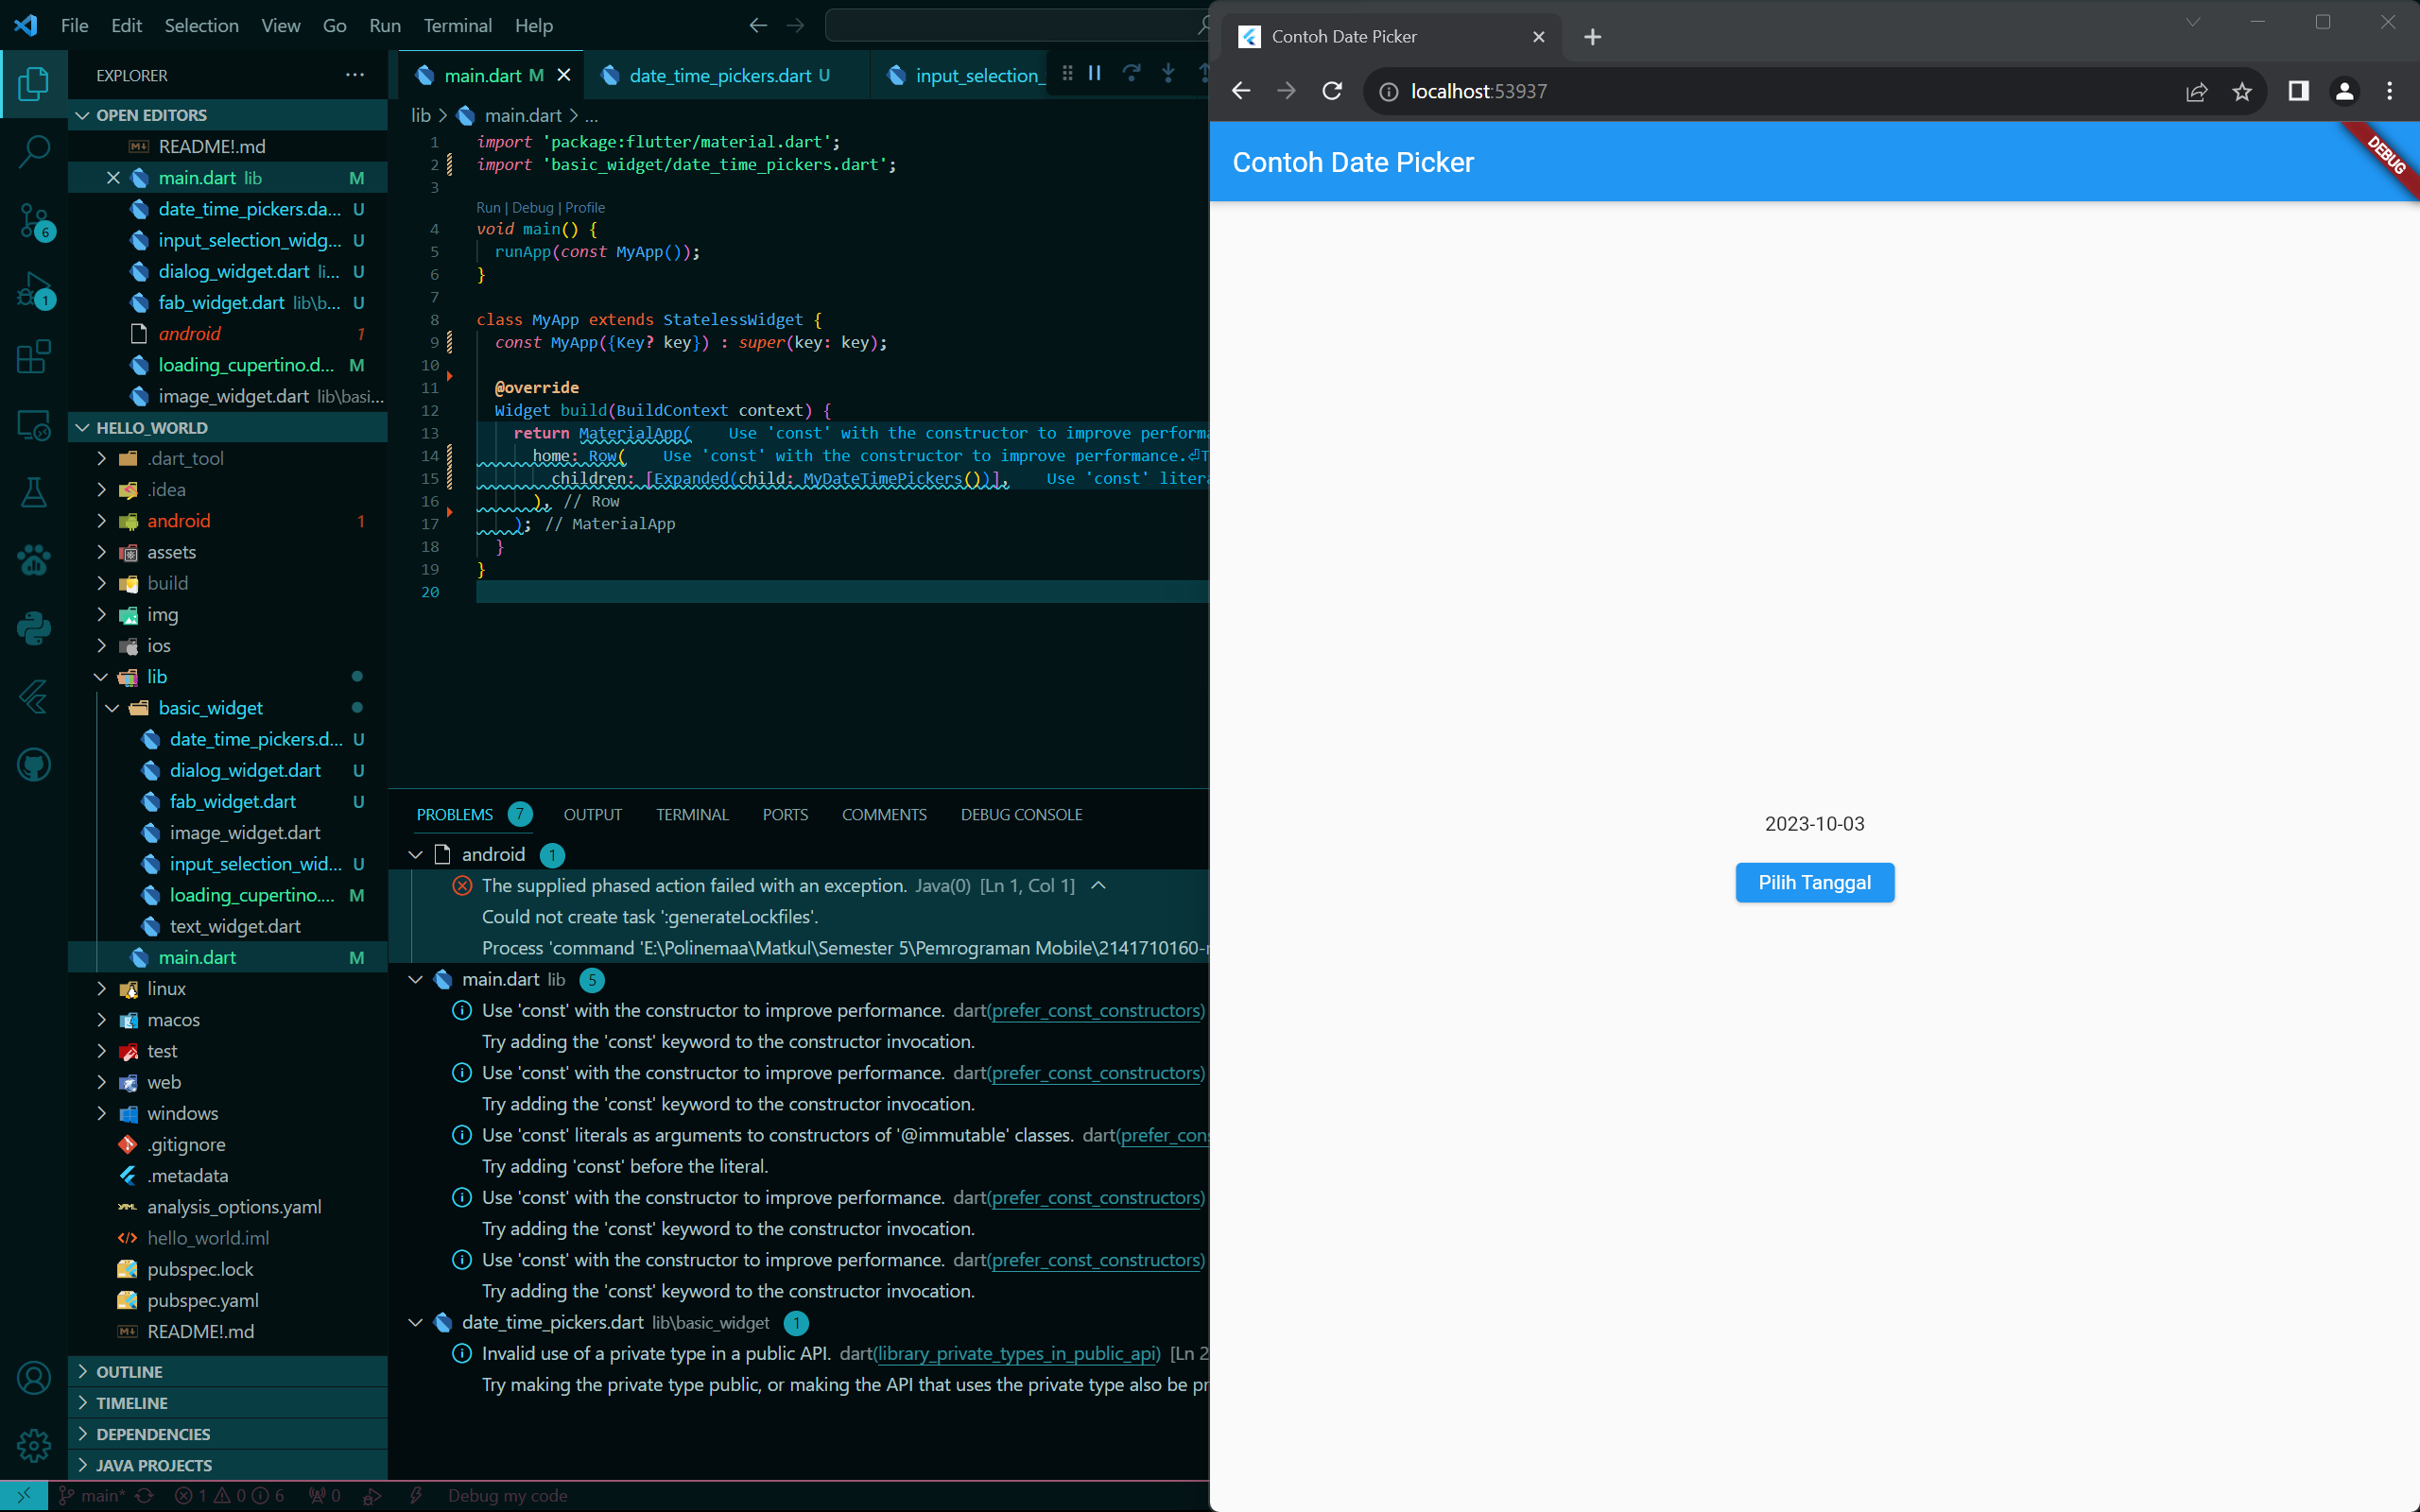 File Edit Selection View Go Run Terminal Help
EXPLORER
OPEN EDITORS
README!.md
main.dart lib M
date_time_pickers.da... U
input_selection_widg... U
dialog_widget.dart li... U
fab_widget.dart lib\b... U
android 1
loading_cupertino.d... M
image_widget.dart lib\basi...
HELLO_WORLD
.dart_tool
.idea
android 1
assets
build
img
ios
lib
basic_widget
date_time_pickers.d... U
dialog_widget.dart U
fab_widget.dart U
image_widget.dart
input_selection_wid... U
loading_cupertino.... M
text_widget.dart
main.dart M
linux
macos
test
web
windows
.gitignore
.metadata
analysis_options.yaml
hello_world.iml
pubspec.lock
pubspec.yaml
README!.md
OUTLINE
TIMELINE
DEPENDENCIES
JAVA PROJECTS
6
1
main.dart M date_time_pickers.dart U input_selection_
lib > main.dart > ...
1 import 'package:flutter/material.dart';
2 import 'basic_widget/date_time_pickers.dart';
3
Run | Debug | Profile
4 void main() {
5 runApp(const MyApp());
6 }
7
8 class MyApp extends StatelessWidget {
9 const MyApp({Key? key}) : super(key: key);
10
11 @override
12 Widget build(BuildContext context) {
13 return MaterialApp( Use 'const' with the constructor to improve performa
14 home: Row( Use 'const' with the constructor to improve performance.⏎T
15 children: [Expanded(child: MyDateTimePickers())], Use 'const' litera
16 ), // Row
17 ); // MaterialApp
18 }
19 }
20
PROBLEMS 7 OUTPUT TERMINAL PORTS COMMENTS DEBUG CONSOLE
android 1
The supplied phased action failed with an exception. Java(0) [Ln 1, Col 1]
Could not create task ':generateLockfiles'.
Process 'command 'E:\Polinemaa\Matkul\Semester 5\Pemrograman Mobile\2141710160-
main.dart lib 5
Use 'const' with the constructor to improve performance. dart(prefer_const_constructors)
Try adding the 'const' keyword to the constructor invocation.
Use 'const' with the constructor to improve performance. dart(prefer_const_constructors)
Try adding the 'const' keyword to the constructor invocation.
Use 'const' literals as arguments to constructors of '@immutable' classes. dart(prefer_cons
Try adding 'const' before the literal.
Use 'const' with the constructor to improve performance. dart(prefer_const_constructors)
Try adding the 'const' keyword to the constructor invocation.
Use 'const' with the constructor to improve performance. dart(prefer_const_constructors)
Try adding the 'const' keyword to the constructor invocation.
date_time_pickers.dart lib\basic_widget 1
Invalid use of a private type in a public API. dart(library_private_types_in_public_api) [Ln 2
Try making the private type public, or making the API that uses the private type also be pr
main* 1 0 6 0 Debug my code
Contoh Date Picker
localhost:53937
Contoh Date Picker
DEBUG
2023-10-03
Pilih Tanggal